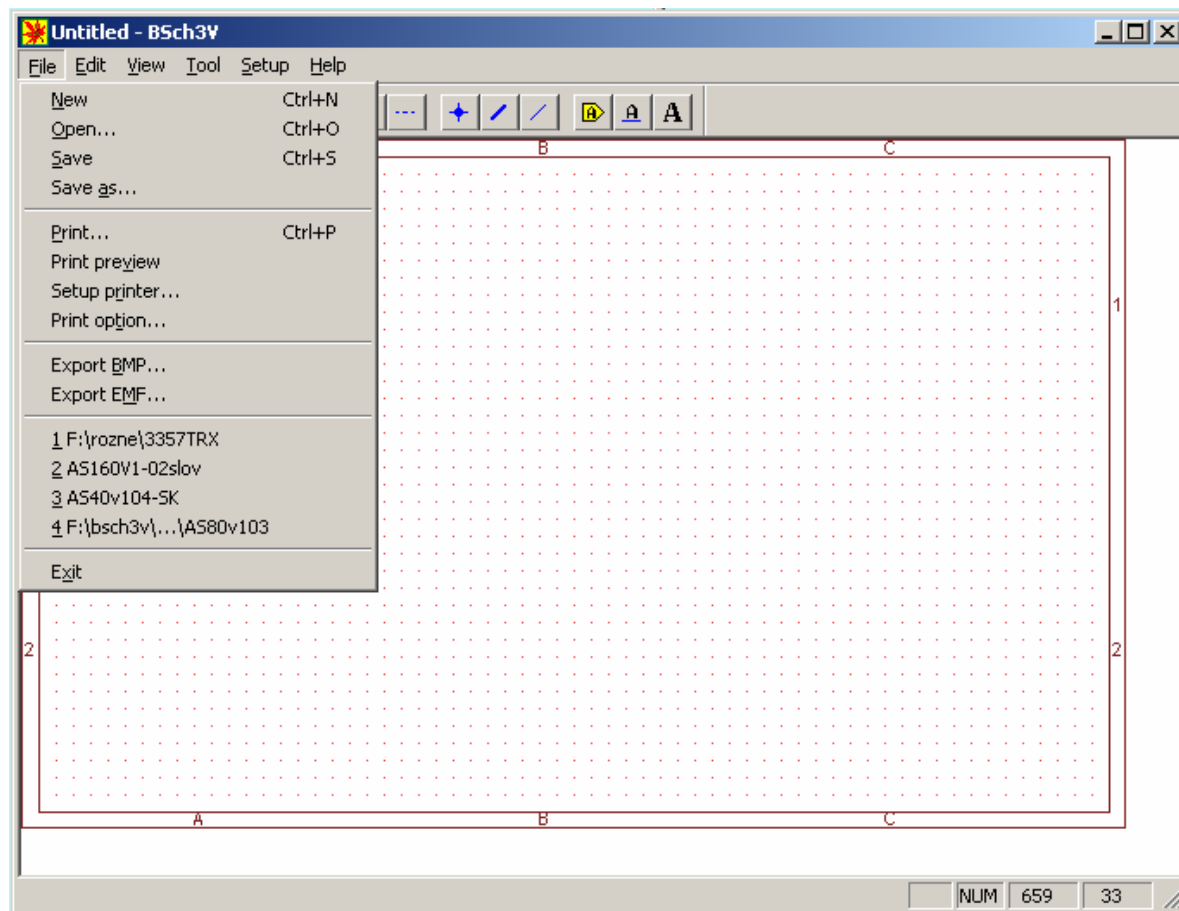 Untitled - BSch3V
File Edit View Tool Setup Help
New Ctrl+N
Open... Ctrl+O
Save Ctrl+S
Save as...
Print... Ctrl+P
Print preview
Setup printer...
Print option...
Export BMP...
Export EMF...
1 F:\rozne\3357TRX
2 AS160V1-02slov
3 AS40v104-SK
4 F:\bsch3v\...\AS80v103
Exit
A A A
B C
1
2 2
A B C
NUM 659 33